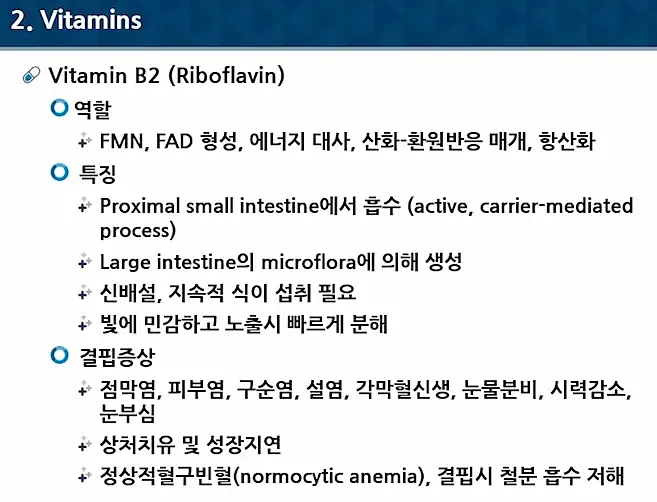 2. Vitamins
Vitamin B2 (Riboflavin)
역할
FMN, FAD 형성, 에너지 대사, 산화-환원반응 매개, 항산화
특징
Proximal small intestine에서 흡수 (active, carrier-mediated
process)
Large intestine의 microflora에 의해 생성
신배설, 지속적 식이 섭취 필요
빛에 민감하고 노출시 빠르게 분해
결핍증상
점막염, 피부염, 구순염, 설염, 각막혈신생, 눈물분비, 시력감소,
눈부심
상처치유 및 성장지연
정상적혈구빈혈(normocytic anemia), 결핍시 철분 흡수 저해